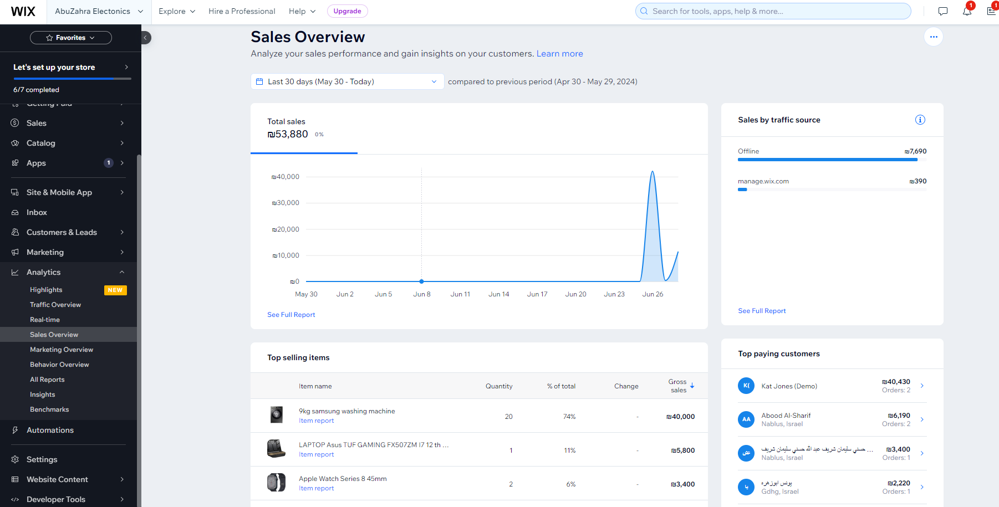 WIX
AbuZahra Electonics
Explore
Hire a Professional
Help
Upgrade
Search for tools, apps, help & more...
1
1
Favorites
Let's set up your store
6/7 completed
Getting Paid
Sales
Catalog
Apps
1
Site & Mobile App
Inbox
Customers & Leads
Marketing
Analytics
Highlights
NEW
Traffic Overview
Real-time
Sales Overview
Marketing Overview
Behavior Overview
All Reports
Insights
Benchmarks
Automations
Settings
Website Content
Developer Tools
Sales Overview
Analyze your sales performance and gain insights on your customers. Learn more
Last 30 days (May 30 - Today)
compared to previous period (Apr 30 - May 29, 2024)
Total sales
₪53,880 0%
₪40,000
₪30,000
₪20,000
₪10,000
₪0
May 30 Jun 2 Jun 5 Jun 8 Jun 11 Jun 14 Jun 17 Jun 20 Jun 23 Jun 26
See Full Report
Sales by traffic source
Offline ₪7,690
manage.wix.com ₪390
See Full Report
Top selling items
Item name Quantity % of total Change Gross sales
9kg samsung washing machine 20 74% - ₪40,000
Item report
LAPTOP Asus TUF GAMING FX507ZM I7 12 th ... 1 11% - ₪5,800
Item report
Apple Watch Series 8 45mm 2 6% - ₪3,400
Item report
Top paying customers
K( Kat Jones (Demo) ₪40,430
Orders: 2
AA Abood Al-Sharif ₪6,190
Nablus, Israel Orders: 2
عش حسني سليمان شريف عبد الله حسني سليمان شريف ... ₪3,400
Nablus, Israel Orders: 1
يا يونس ابوزهره ₪2,220
Gdhg, Israel Orders: 1